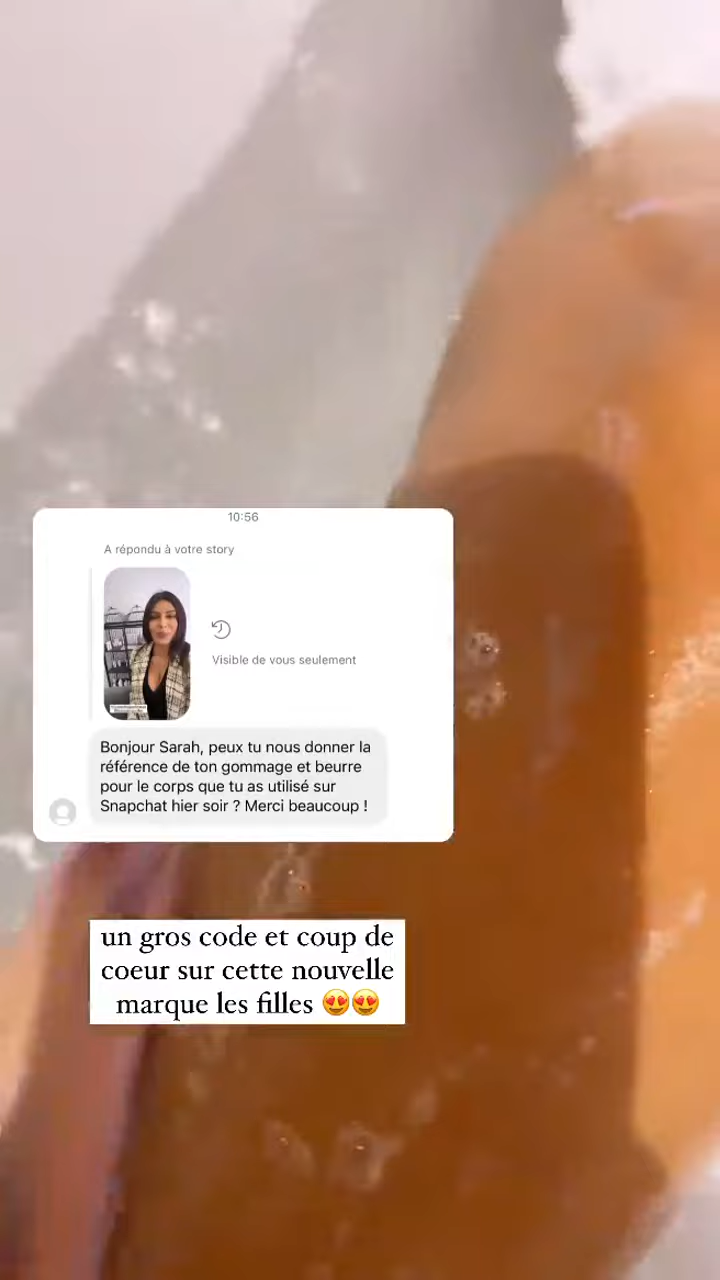 10:56
A répondu à votre story
Visible de vous seulement
Bonjour Sarah, peux tu nous donner la
référence de ton gommage et beurre
pour le corps que tu as utilisé sur
Snapchat hier soir ? Merci beaucoup !
un gros code et coup de
coeur sur cette nouvelle
marque les filles 😍😍